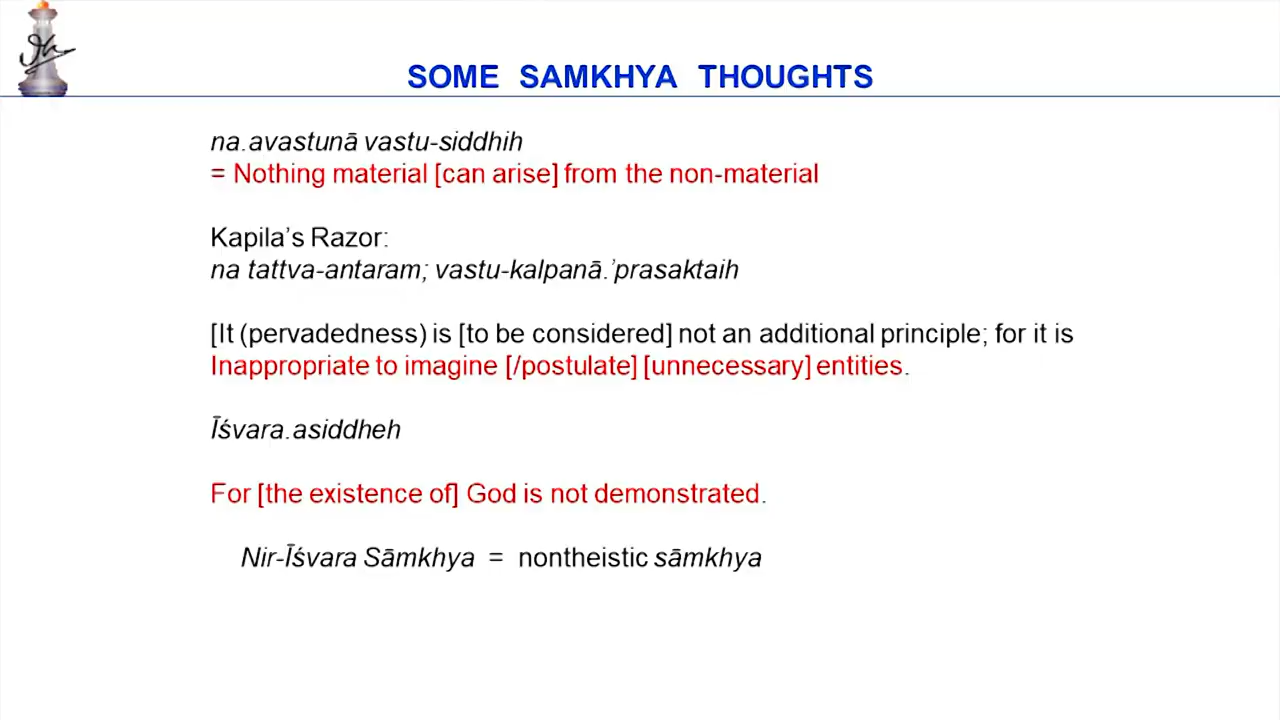 SOME SAMKHYA THOUGHTS
na.avastunā vastu-siddhih
= Nothing material [can arise] from the non-material
Kapila’s Razor:
na tattva-antaram; vastu-kalpanā.’prasaktaih
[It (pervadedness) is [to be considered] not an additional principle; for it is
Inappropriate to imagine [/postulate] [unnecessary] entities.
Īśvara.asiddheh
For [the existence of] God is not demonstrated.
Nir-Īśvara Sāmkhya = nontheistic sāmkhya